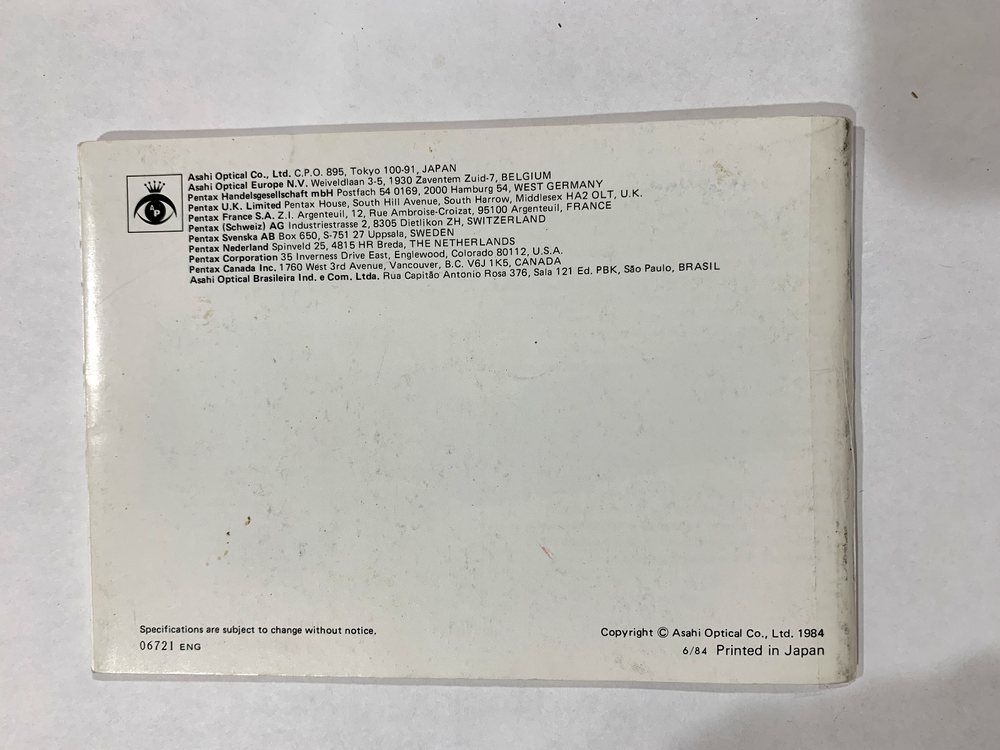 AP
Asahi Optical Co., Ltd. C.P.O. 895, Tokyo 100-91, JAPAN
Asahi Optical Europe N.V. Weiveldlaan 3-5, 1930 Zaventem Zuid-7, BELGIUM
Pentax Handelsgesellschaft mbH Postfach 54 0169, 2000 Hamburg 54, WEST GERMANY
Pentax U.K. Limited Pentax House, South Hill Avenue, South Harrow, Middlesex HA2 OLT, U.K.
Pentax France S.A. Z.I. Argenteuil, 12, Rue Ambroise-Croizat, 95100 Argenteuil, FRANCE
Pentax (Schweiz) AG Industriestrasse 2, 8305 Dietlikon ZH, SWITZERLAND
Pentax Svenska AB Box 650, S-751 27 Uppsala, SWEDEN
Pentax Nederland Spinveld 25, 4815 HR Breda, THE NETHERLANDS
Pentax Corporation 35 Inverness Drive East, Englewood, Colorado 80112, U.S.A.
Pentax Canada Inc. 1760 West 3rd Avenue, Vancouver, B.C. V6J 1K5, CANADA
Asahi Optical Brasileira Ind. e Com. Ltda. Rua Capitão Antonio Rosa 376, Sala 121 Ed. PBK, São Paulo, BRASIL
Specifications are subject to change without notice.
06721 ENG
Copyright © Asahi Optical Co., Ltd. 1984
6/84 Printed in Japan